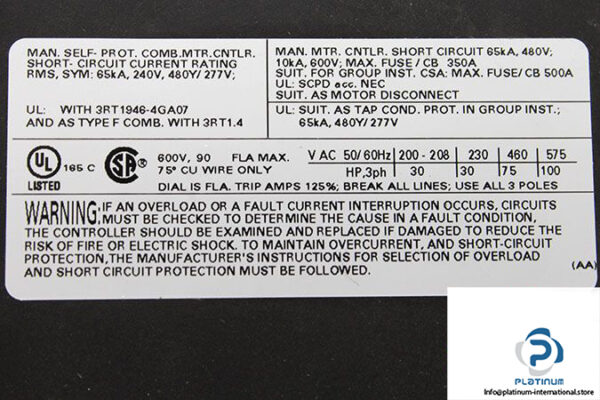 MAN. SELF- PROT. COMB.MTR.CNTLR.
SHORT- CIRCUIT CURRENT RATING
RMS, SYM: 65kA, 240V, 480Y/ 277V;
UL: WITH 3RT1946-4GA07
AND AS TYPE F COMB. WITH 3RT1.4
MAN. MTR. CNTLR. SHORT CIRCUIT 65kA, 480V;
10kA, 600V; MAX. FUSE / CB 350A
SUIT. FOR GROUP INST. CSA: MAX. FUSE/CB 500A
UL: SCPD acc. NEC
SUIT. AS MOTOR DISCONNECT
UL: SUIT. AS TAP COND. PROT. IN GROUP INST.;
65kA, 480Y/ 277V
UL 165 C
LISTED
SA
600V, 90 FLA MAX.
75° CU WIRE ONLY
V AC 50/ 60Hz 200 - 208 230 460 575
HP,3ph 30 30 75 100
DIAL IS FLA. TRIP AMPS 125%; BREAK ALL LINES; USE ALL 3 POLES
WARNING: IF AN OVERLOAD OR A FAULT CURRENT INTERRUPTION OCCURS, CIRCUITS
MUST BE CHECKED TO DETERMINE THE CAUSE IN A FAULT CONDITION,
THE CONTROLLER SHOULD BE EXAMINED AND REPLACED IF DAMAGED TO REDUCE THE
RISK OF FIRE OR ELECTRIC SHOCK. TO MAINTAIN OVERCURRENT, AND SHORT-CIRCUIT
PROTECTION,THE MANUFACTURER'S INSTRUCTIONS FOR SELECTION OF OVERLOAD
AND SHORT CIRCUIT PROTECTION MUST BE FOLLOWED.
(AA)
PLATINUM
Info@platinum-international.store